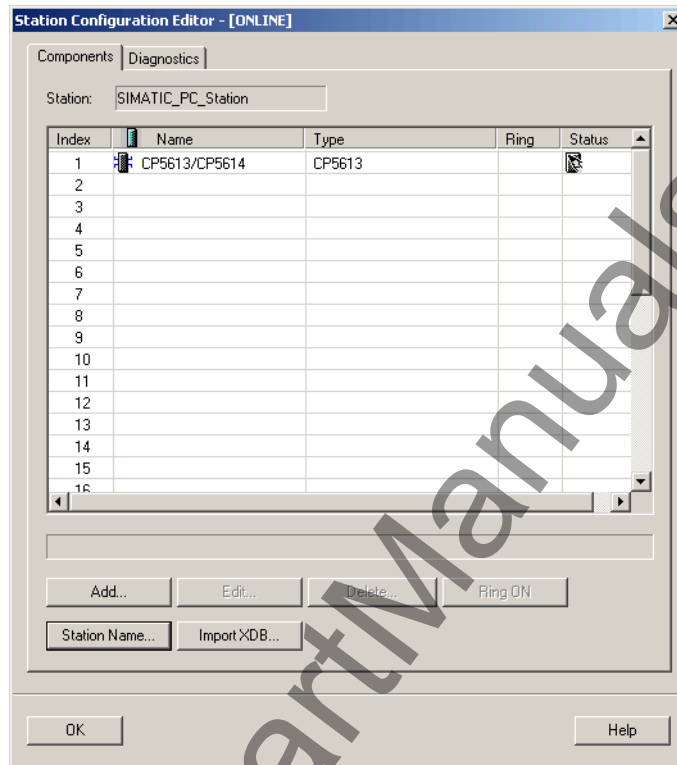 Station Configuration Editor - [ONLINE]
Components Diagnostics
Station: SIMATIC_PC_Station
Index Name Type Ring Status
1 CP5613/CP5614 CP5613
2
3
4
5
6
7
8
9
10
11
12
13
14
15
16
Add... Edit... Delete... Ring ON
Station Name... Import XDB...
OK Help
artManuals